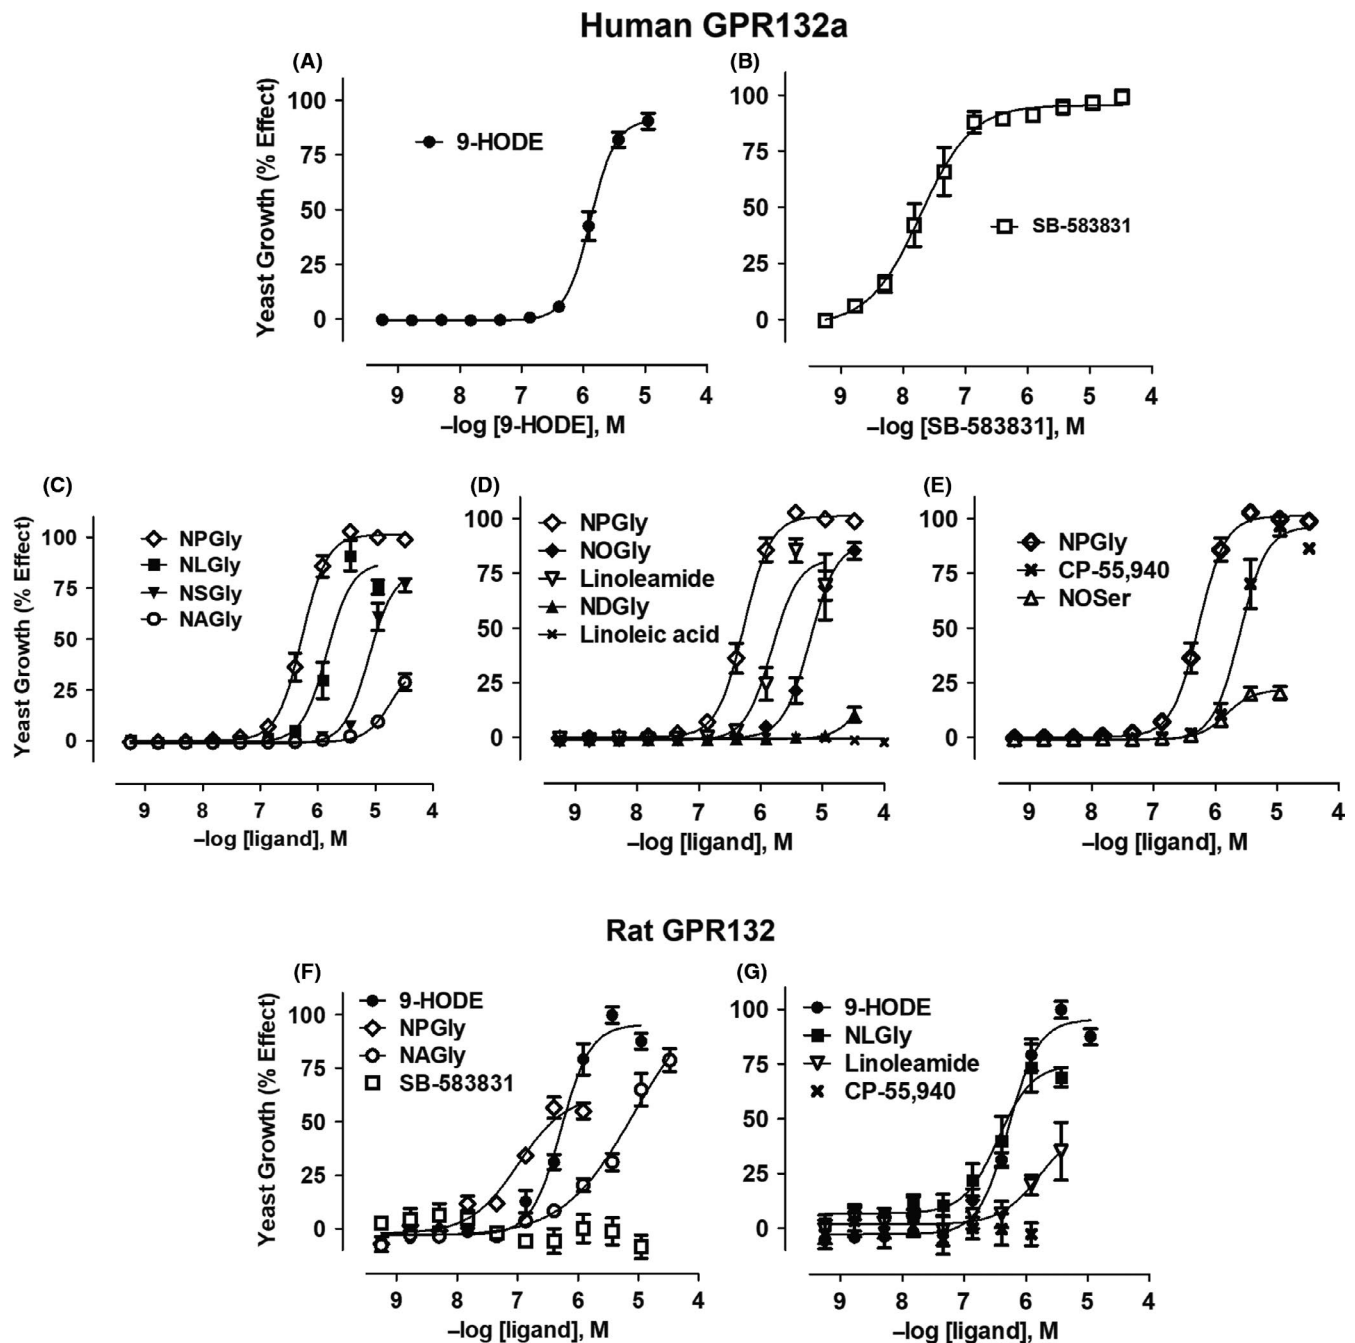 Human GPR132a
(A)
Yeast Growth (% Effect)
100
75
50
25
0
9-HODE
9 8 7 6 5 4
–log [9-HODE], M
(B)
100
75
50
25
0
SB-583831
9 8 7 6 5 4
–log [SB-583831], M
(C)
Yeast Growth (% Effect)
100
75
50
25
0
NPGly
NLGly
NSGly
NAGly
9 8 7 6 5 4
–log [ligand], M
(D)
100
75
50
25
0
NPGly
NOGly
Linoleamide
NDGly
Linoleic acid
9 8 7 6 5 4
–log [ligand], M
(E)
100
75
50
25
0
NPGly
CP-55,940
NOSer
9 8 7 6 5 4
–log [ligand], M
Rat GPR132
(F)
Yeast Growth (% Effect)
100
75
50
25
0
9-HODE
NPGly
NAGly
SB-583831
9 8 7 6 5 4
–log [ligand], M
(G)
100
75
50
25
0
9-HODE
NLGly
Linoleamide
CP-55,940
9 8 7 6 5 4
–log [ligand], M